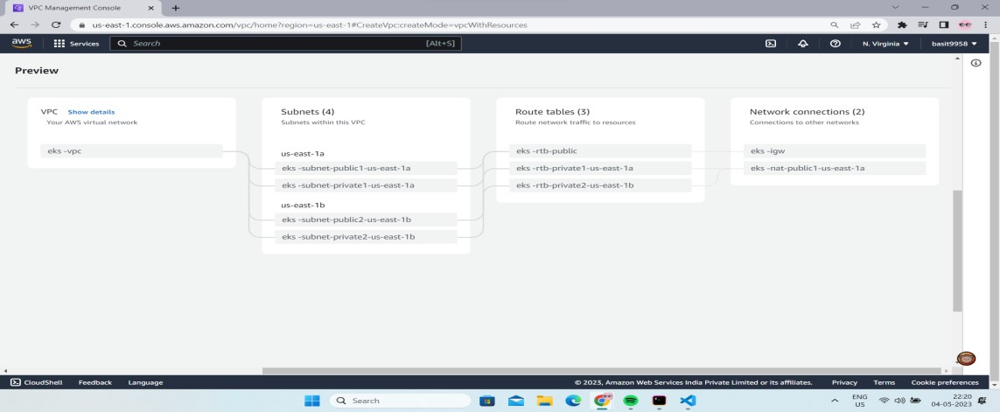 VPC Management Console
us-east-1.console.aws.amazon.com/vpc/home?region=us-east-1#CreateVpc:createMode=vpcWithResources
aws
Services
Search
[Alt+S]
N. Virginia
basit9958
Preview
VPC Show details
Your AWS virtual network
eks -vpc
Subnets (4)
Subnets within this VPC
us-east-1a
eks -subnet-public1-us-east-1a
eks -subnet-private1-us-east-1a
us-east-1b
eks -subnet-public2-us-east-1b
eks -subnet-private2-us-east-1b
Route tables (3)
Route network traffic to resources
eks -rtb-public
eks -rtb-private1-us-east-1a
eks -rtb-private2-us-east-1b
Network connections (2)
Connections to other networks
eks -igw
eks -nat-public1-us-east-1a
CloudShell Feedback Language
© 2023, Amazon Web Services India Private Limited or its affiliates. Privacy Terms Cookie preferences
Search
ENG
US
22:20
04-05-2023